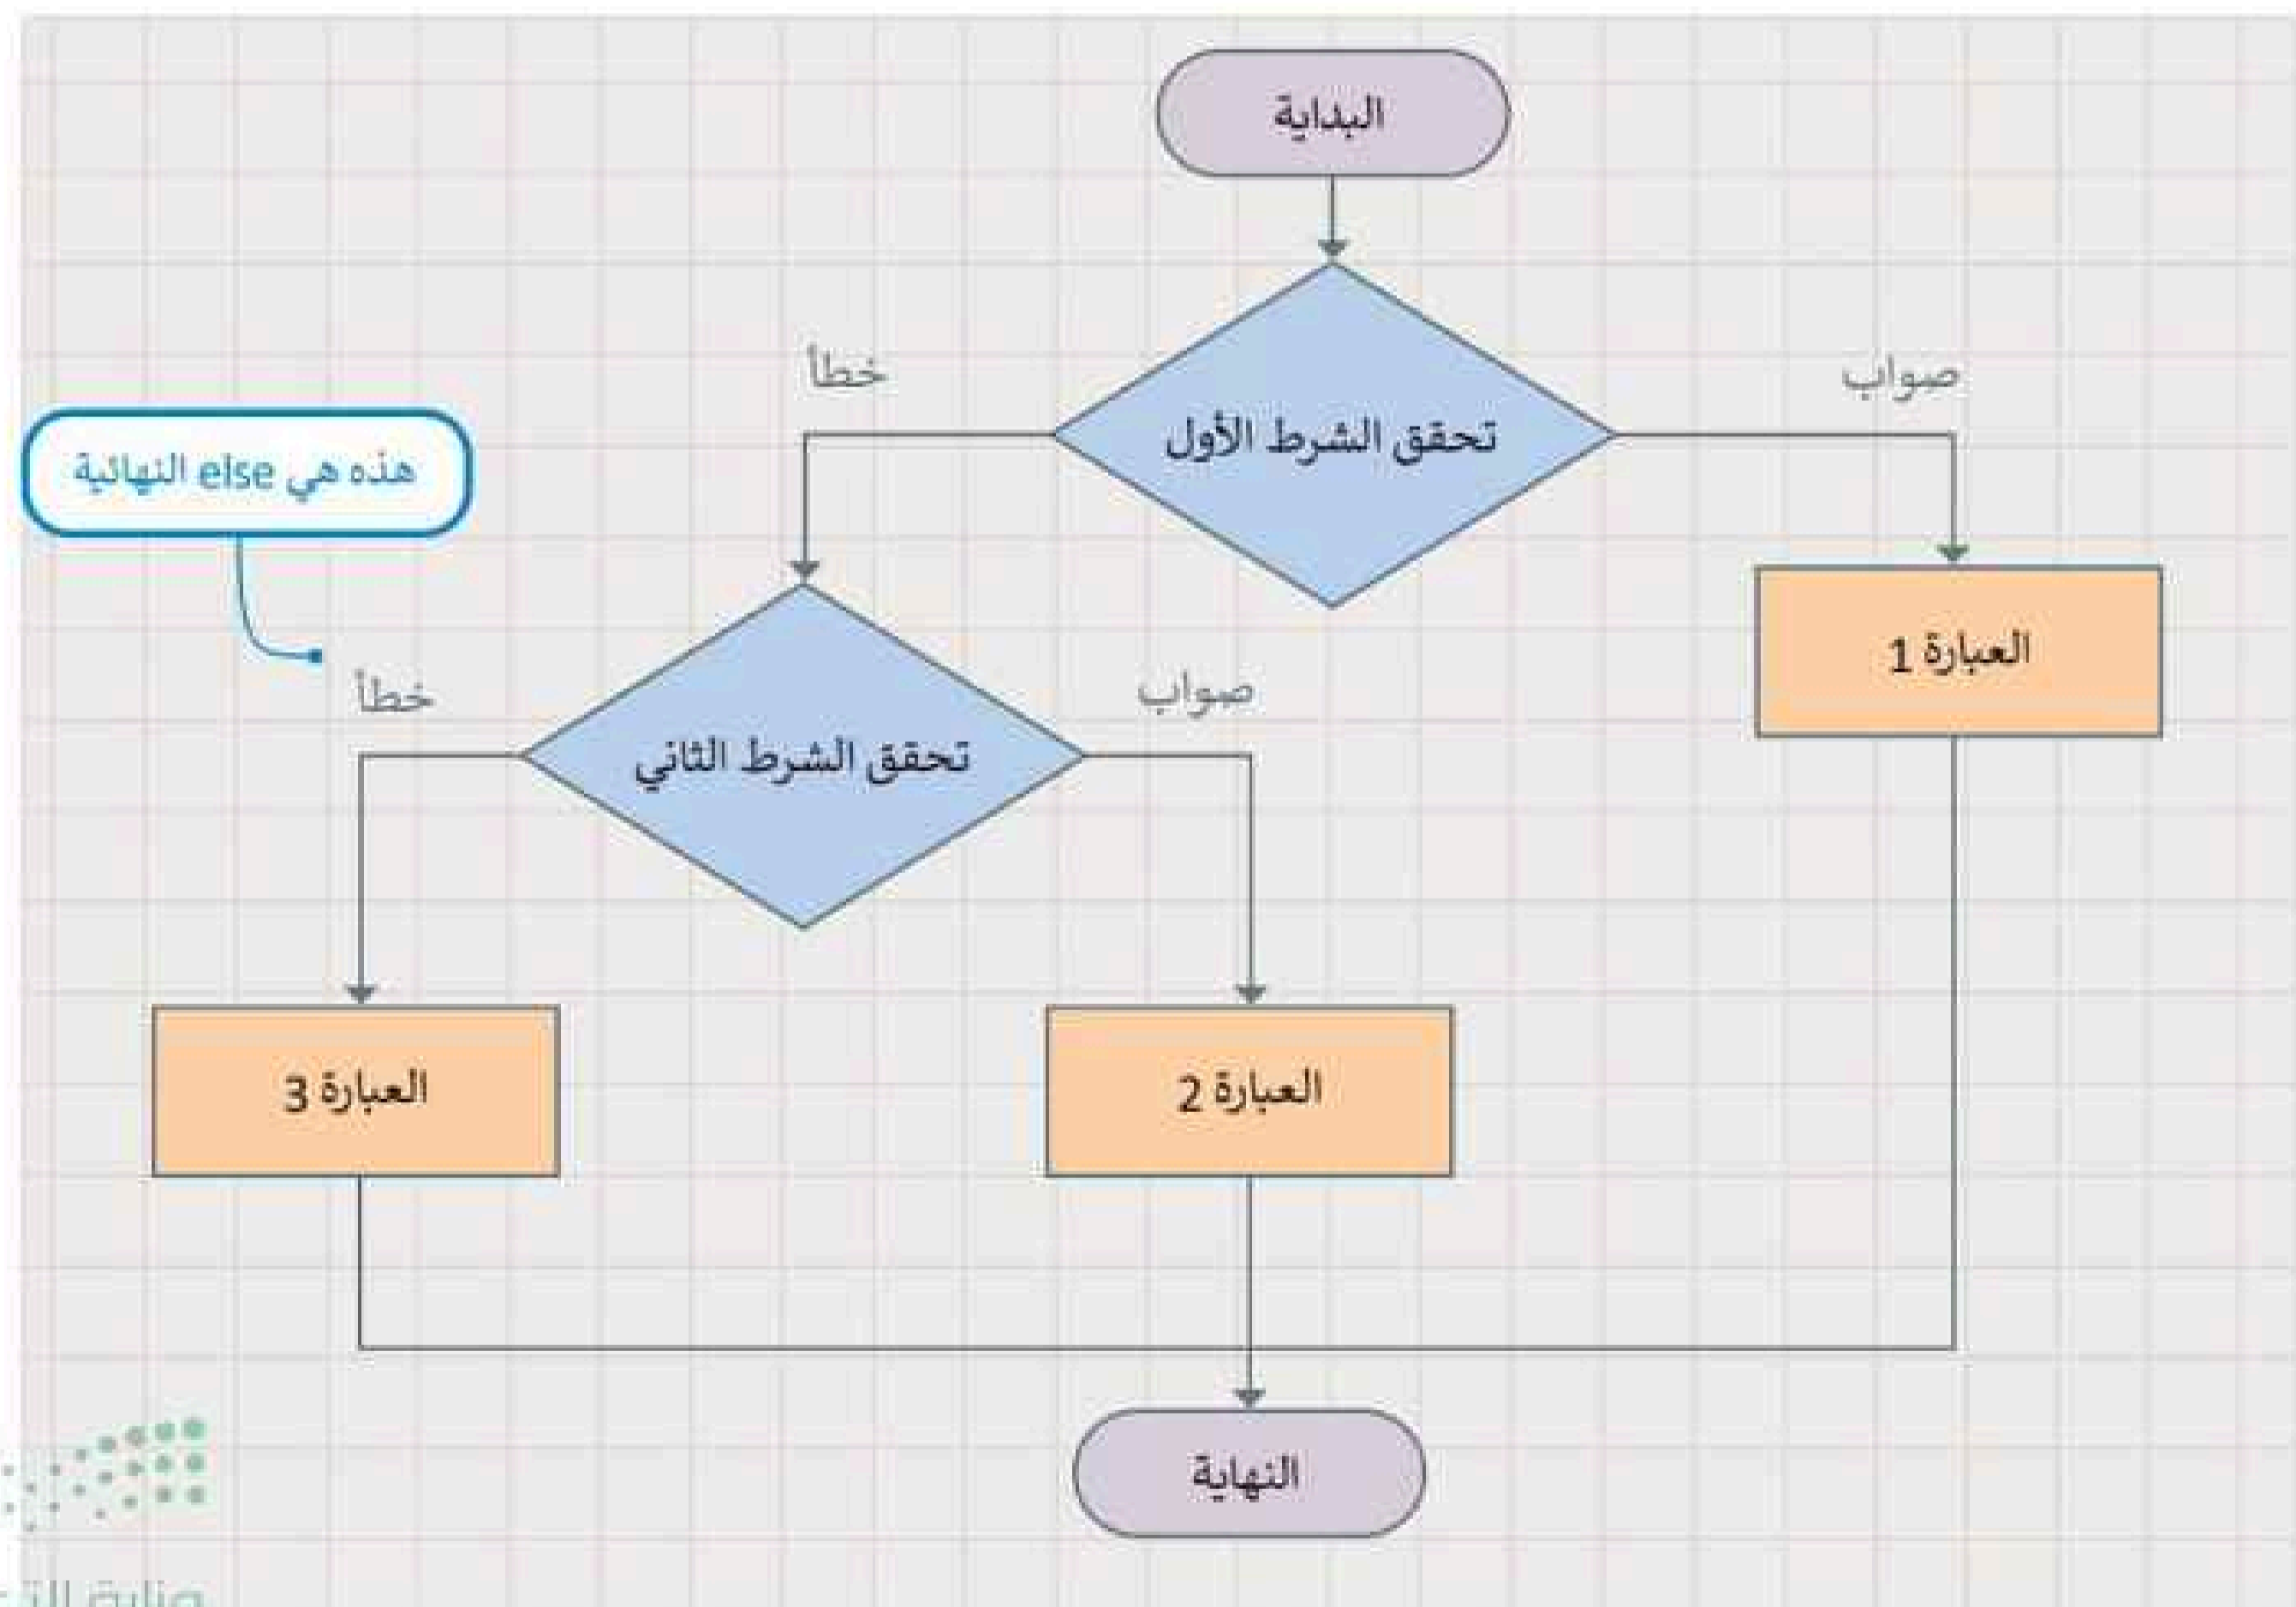 البداية
صواب
خطأ
تحقق الشرط الأول
هذه هي else النهائية
العبارة 1
صواب
خطأ
تحقق الشرط الثاني
العبارة 2
العبارة 3
النهاية